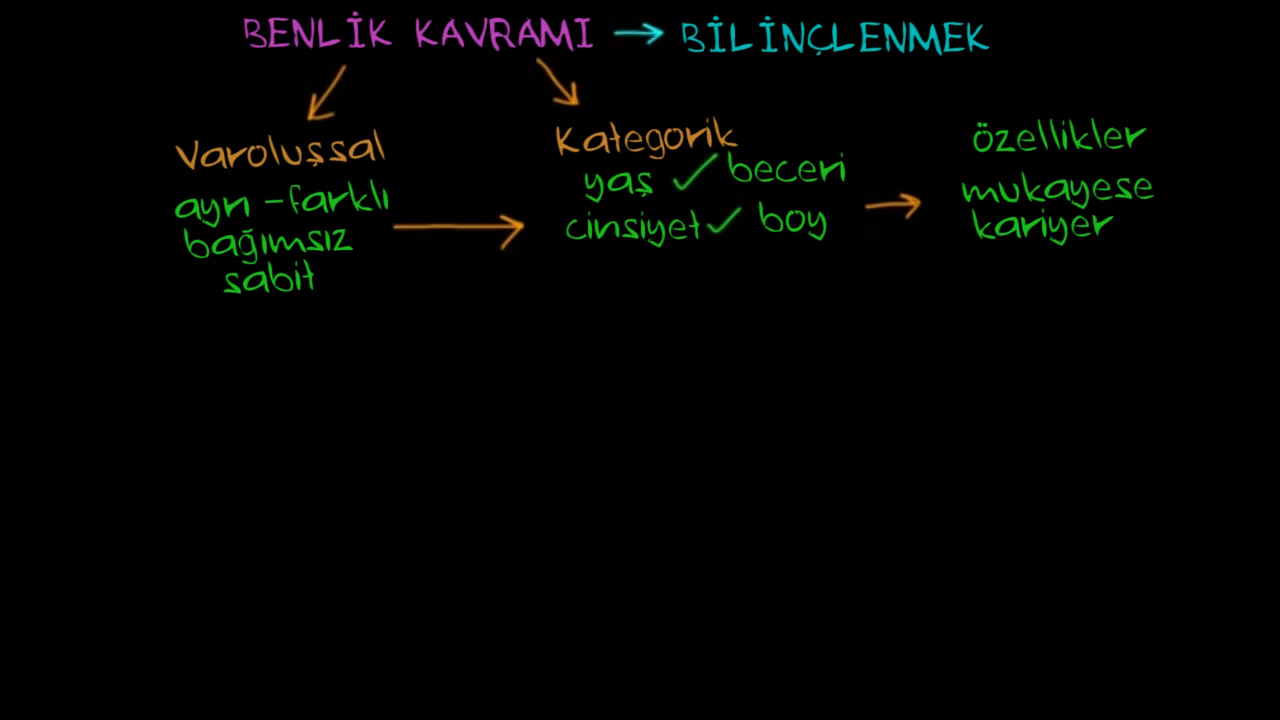 BENLİK KAVRAMI → BİLİNÇLENMEK
Varoluşsal
ayrı - farklı
bağımsız
sabit
Kategorik
yaş ✓ beceri
cinsiyet ✓ boy
özellikler
mukayese
kariyer